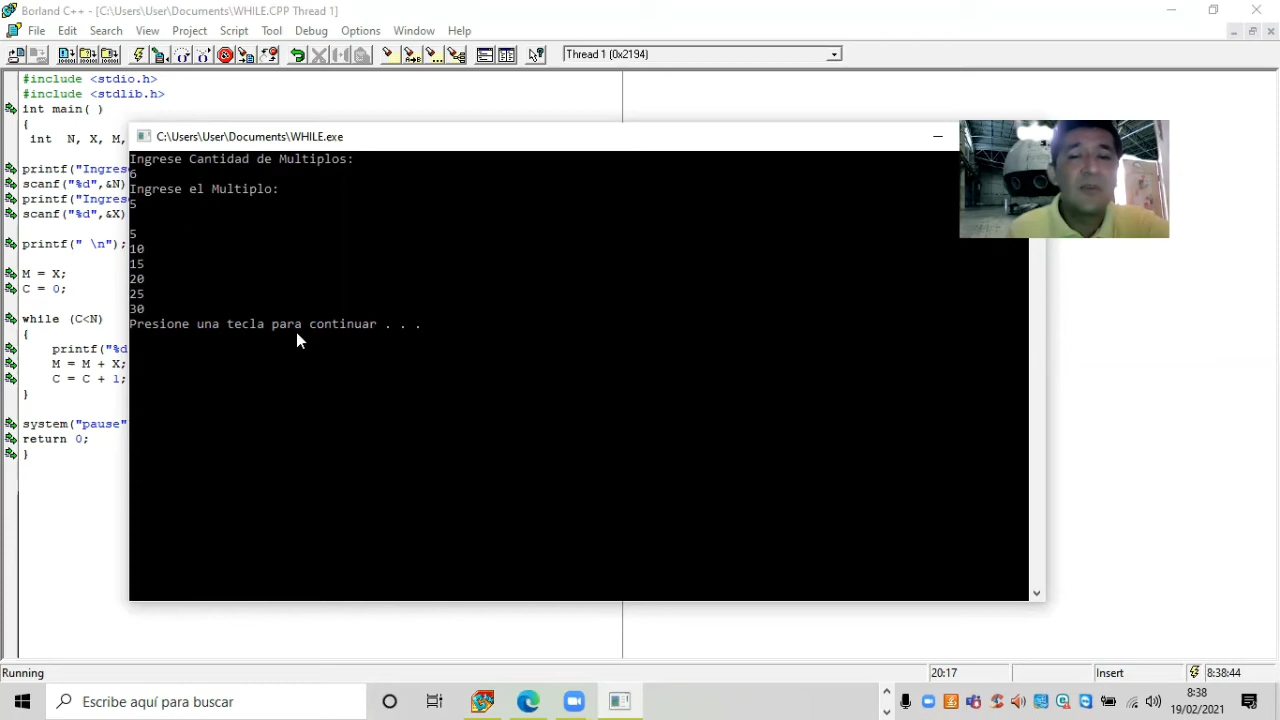 Borland C++ - [C:\Users\User\Documents\WHILE.CPP Thread 1]
File Edit Search View Project Script Tool Debug Options Window Help
Thread 1 (0x2194)
#include <stdio.h>
#include <stdlib.h>
int main( )
{
int N, X, M,
printf("Ingres
scanf("%d",&N)
printf("Ingres
scanf("%d",&X)
printf(" \n");
M = X;
C = 0;
while (C<N)
{
printf("%d
M = M + X;
C = C + 1;
}
system("pause"
return 0;
}
C:\Users\User\Documents\WHILE.exe
Ingrese Cantidad de Multiplos:
6
Ingrese el Multiplo:
5
5
10
15
20
25
30
Presione una tecla para continuar . . .
Running 20:17 Insert 8:38:44
Escribe aquí para buscar
8:38
19/02/2021